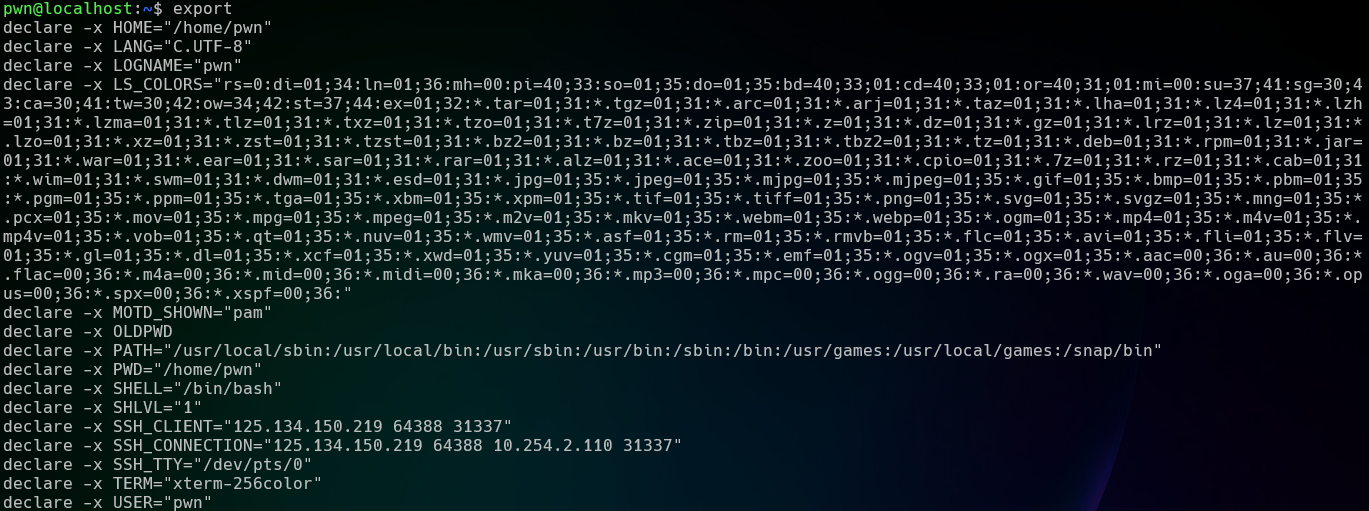 pwn@localhost:~$ export
declare -x HOME="/home/pwn"
declare -x LANG="C.UTF-8"
declare -x LOGNAME="pwn"
declare -x LS_COLORS="rs=0:di=01;34:ln=01;36:mh=00:pi=40;33:so=01;35:do=01;35:bd=40;33;01:cd=40;33;01:or=40;31;01:mi=00:su=37;41:sg=30;4
3:ca=30;41:tw=30;42:ow=34;42:st=37;44:ex=01;32:*.tar=01;31:*.tgz=01;31:*.arc=01;31:*.arj=01;31:*.taz=01;31:*.lha=01;31:*.lz4=01;31:*.lzh
=01;31:*.lzma=01;31:*.tlz=01;31:*.txz=01;31:*.tzo=01;31:*.t7z=01;31:*.zip=01;31:*.z=01;31:*.dz=01;31:*.gz=01;31:*.lrz=01;31:*.lz=01;31:*
.lzo=01;31:*.xz=01;31:*.zst=01;31:*.tzst=01;31:*.bz2=01;31:*.bz=01;31:*.tbz=01;31:*.tbz2=01;31:*.tz=01;31:*.deb=01;31:*.rpm=01;31:*.jar=
01;31:*.war=01;31:*.ear=01;31:*.sar=01;31:*.rar=01;31:*.alz=01;31:*.ace=01;31:*.zoo=01;31:*.cpio=01;31:*.7z=01;31:*.rz=01;31:*.cab=01;31
:*.wim=01;31:*.swm=01;31:*.dwm=01;31:*.esd=01;31:*.jpg=01;35:*.jpeg=01;35:*.mjpg=01;35:*.mjpeg=01;35:*.gif=01;35:*.bmp=01;35:*.pbm=01;35
:*.pgm=01;35:*.ppm=01;35:*.tga=01;35:*.xbm=01;35:*.xpm=01;35:*.tif=01;35:*.tiff=01;35:*.png=01;35:*.svg=01;35:*.svgz=01;35:*.mng=01;35:*
.pcx=01;35:*.mov=01;35:*.mpg=01;35:*.mpeg=01;35:*.m2v=01;35:*.mkv=01;35:*.webm=01;35:*.webp=01;35:*.ogm=01;35:*.mp4=01;35:*.m4v=01;35:*.
mp4v=01;35:*.vob=01;35:*.qt=01;35:*.nuv=01;35:*.wmv=01;35:*.asf=01;35:*.rm=01;35:*.rmvb=01;35:*.flc=01;35:*.avi=01;35:*.fli=01;35:*.flv=
01;35:*.gl=01;35:*.dl=01;35:*.xcf=01;35:*.xwd=01;35:*.yuv=01;35:*.cgm=01;35:*.emf=01;35:*.ogv=01;35:*.ogx=01;35:*.aac=00;36:*.au=00;36:*
.flac=00;36:*.m4a=00;36:*.mid=00;36:*.midi=00;36:*.mka=00;36:*.mp3=00;36:*.mpc=00;36:*.ogg=00;36:*.ra=00;36:*.wav=00;36:*.oga=00;36:*.op
us=00;36:*.spx=00;36:*.xspf=00;36:"
declare -x MOTD_SHOWN="pam"
declare -x OLDPWD
declare -x PATH="/usr/local/sbin:/usr/local/bin:/usr/sbin:/usr/bin:/sbin:/bin:/usr/games:/usr/local/games:/snap/bin"
declare -x PWD="/home/pwn"
declare -x SHELL="/bin/bash"
declare -x SHLVL="1"
declare -x SSH_CLIENT="125.134.150.219 64388 31337"
declare -x SSH_CONNECTION="125.134.150.219 64388 10.254.2.110 31337"
declare -x SSH_TTY="/dev/pts/0"
declare -x TERM="xterm-256color"
declare -x USER="pwn"